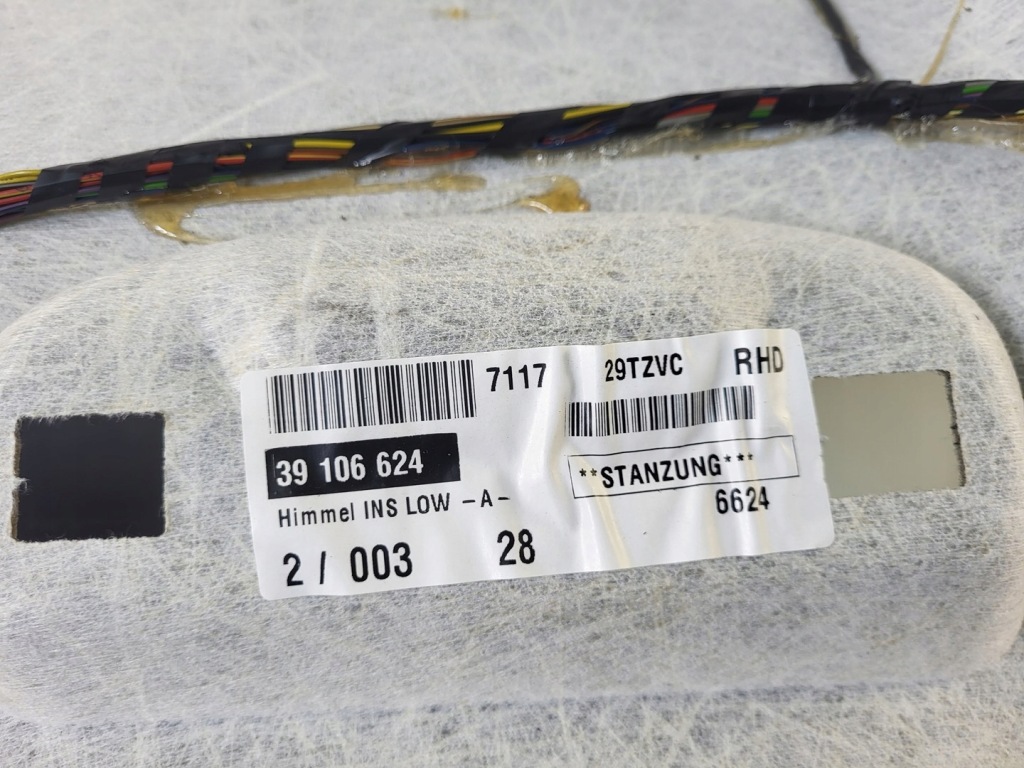 7117
29TZVC
RHD
39 106 624
**STANZUNG***
Himmel INS LOW -A-
6624
2 / 003
28